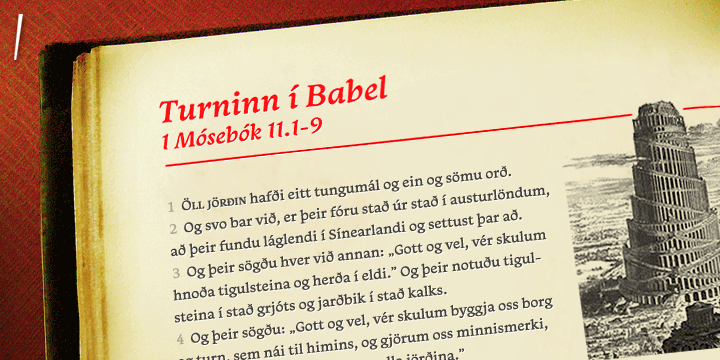 Turninn í Babel
1 Mósebók 11.1–9
1 Öll jörðin hafði eitt tungumál og ein og sömu orð.
2 Og svo bar við, er þeir fóru stað úr stað í austurlöndum,
að þeir fundu láglendi í Sínearlandi og settust þar að.
3 Og þeir sögðu hver við annan: „Gott og vel, vér skulum
hnoða tigulsteina og herða í eldi.” Og þeir notuðu tigul-
steina í stað grjóts og jarðbik í stað kalks.
4 Og þeir sögðu: „Gott og vel, vér skulum byggja oss borg
og turn, sem nái til himins, og gjörum oss minnismerki,
jörðina.”